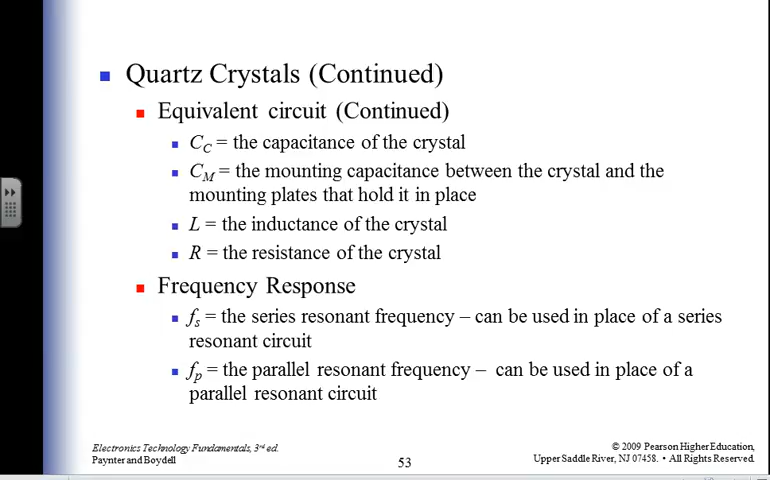 Quartz Crystals (Continued)
Equivalent circuit (Continued)
C_C = the capacitance of the crystal
C_M = the mounting capacitance between the crystal and the
mounting plates that hold it in place
L = the inductance of the crystal
R = the resistance of the crystal
Frequency Response
f_s = the series resonant frequency – can be used in place of a series
resonant circuit
f_p = the parallel resonant frequency – can be used in place of a
parallel resonant circuit
Electronics Technology Fundamentals, 3rd ed.
Paynter and Boydell
53
© 2009 Pearson Higher Education,
Upper Saddle River, NJ 07458. • All Rights Reserved.